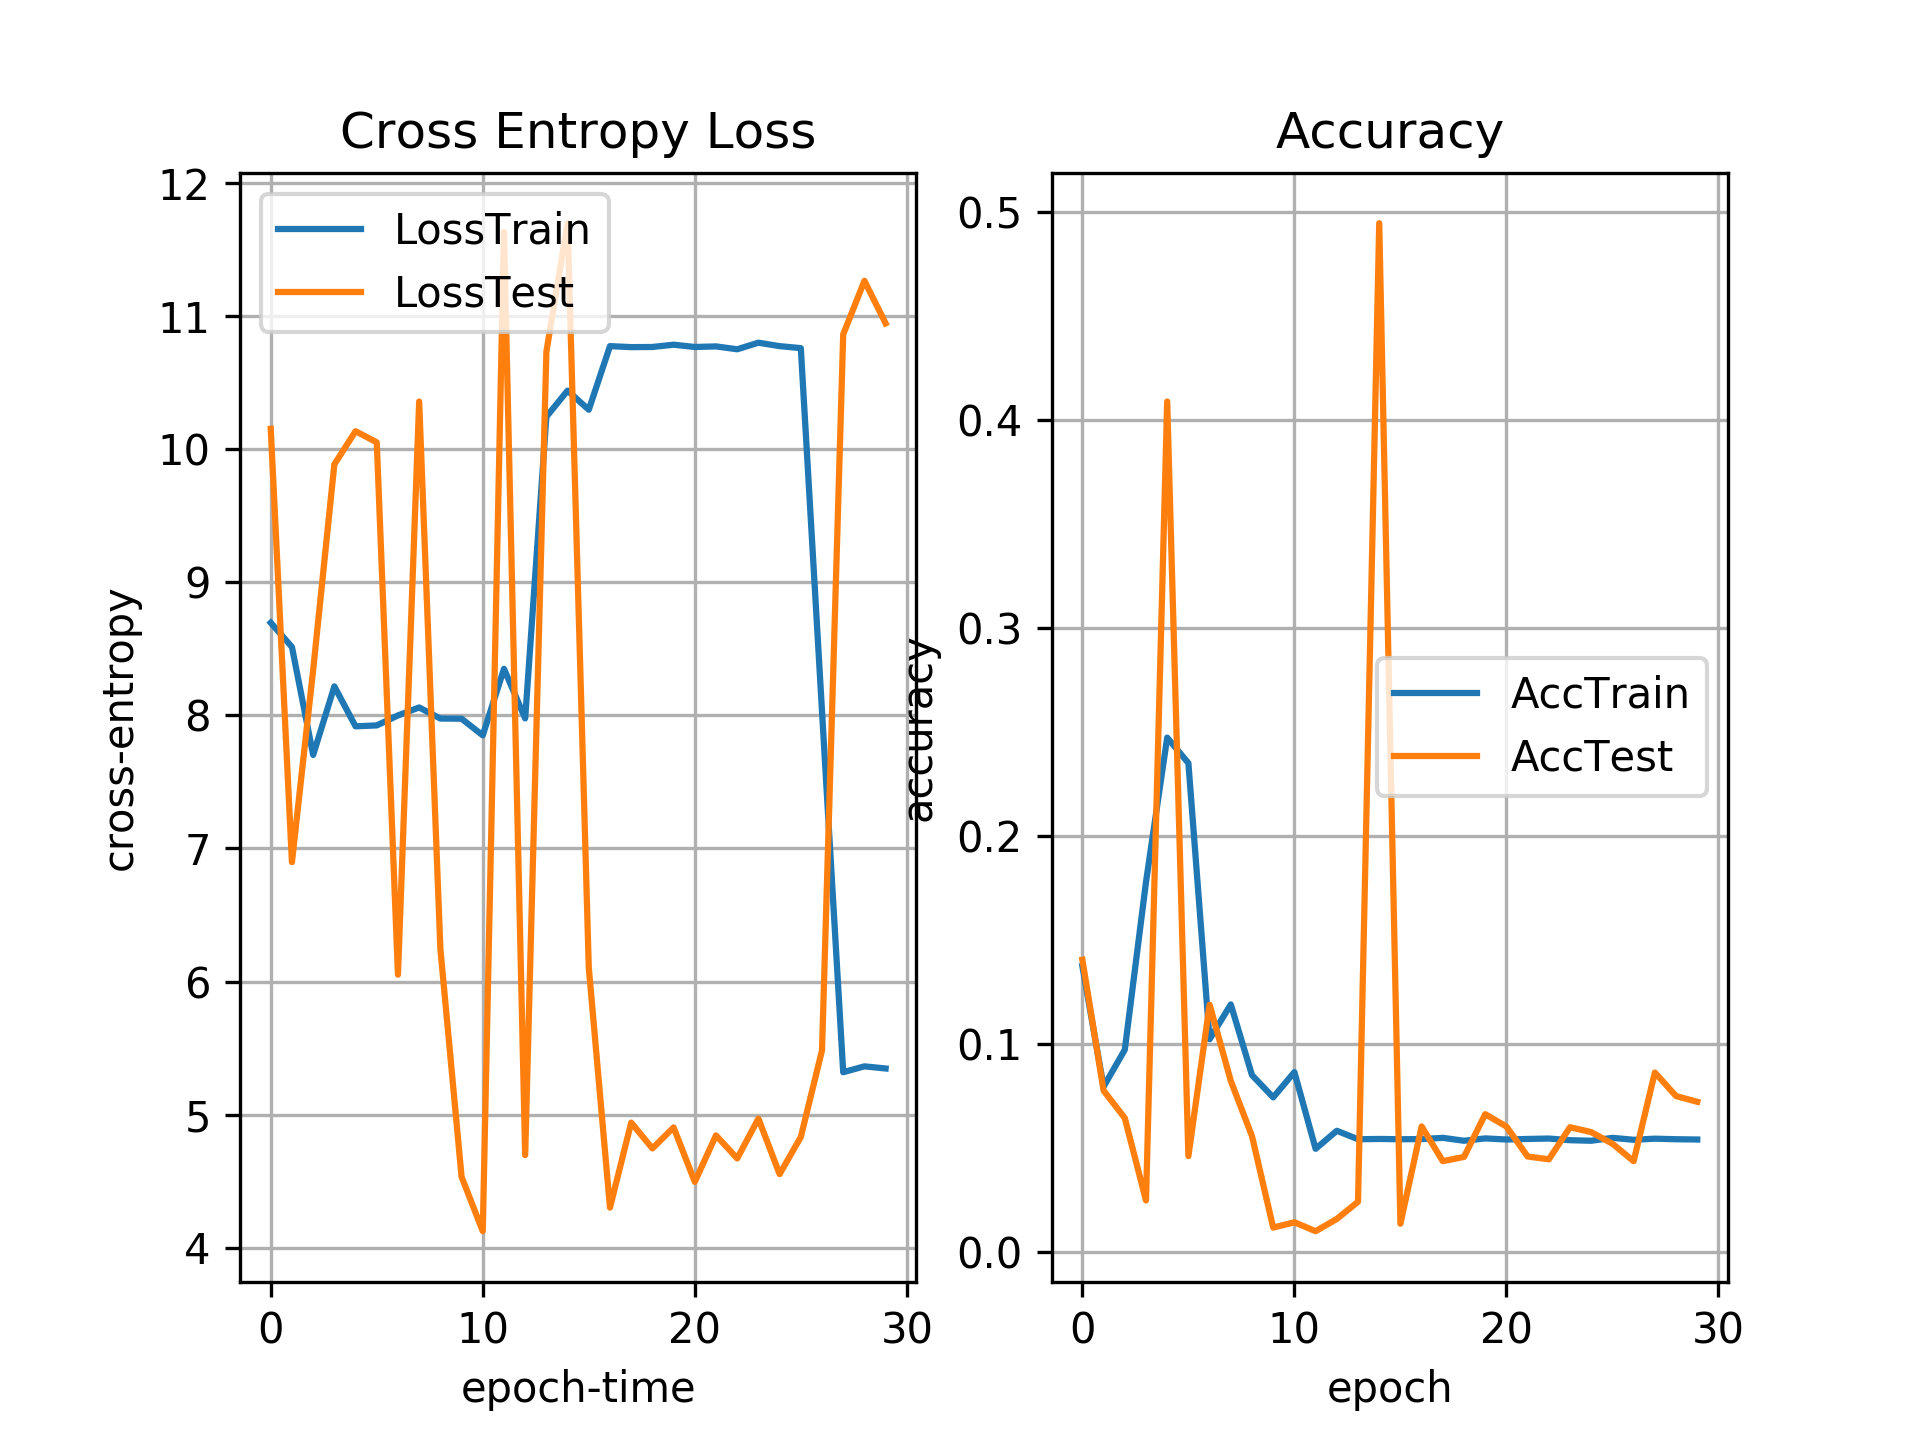 Cross Entropy Loss
12
11
10
9
8
7
6
5
4
cross-entropy
LossTrain
LossTest
0 10 20 30
epoch-time
Accuracy
0.5
0.4
0.3
0.2
0.1
0.0
accuracy
AccTrain
AccTest
0 10 20 30
epoch